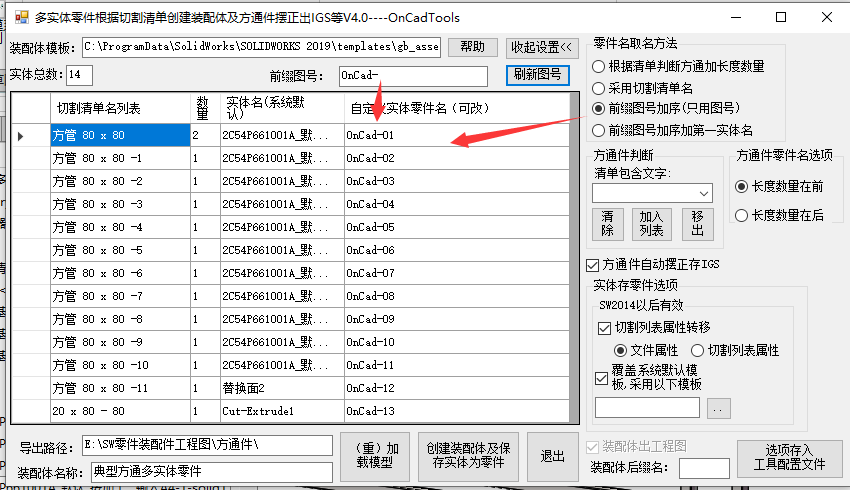 多实体零件根据切割清单创建装配体及方通件摆正出IGS等V4.0----OnCadTools
装配体模板: C:\ProgramData\SolidWorks\SOLIDWORKS 2019\templates\gb_asse 帮助 收起设置<<
实体总数: 14 前缀图号: OnCad- 刷新图号
切割清单名列表 数量 实体名(系统默认) 自定义实体零件名（可改）
方管 80 x 80 2 2C54P661001A_默... OnCad-01
方管 80 x 80 -1 1 2C54P661001A_默... OnCad-02
方管 80 x 80 -2 1 2C54P661001A_默... OnCad-03
方管 80 x 80 -3 1 2C54P661001A_默... OnCad-04
方管 80 x 80 -4 1 2C54P661001A_默... OnCad-05
方管 80 x 80 -5 1 2C54P661001A_默... OnCad-06
方管 80 x 80 -6 1 2C54P661001A_默... OnCad-07
方管 80 x 80 -7 1 2C54P661001A_默... OnCad-08
方管 80 x 80 -8 1 2C54P661001A_默... OnCad-09
方管 80 x 80 -9 1 2C54P661001A_默... OnCad-10
方管 80 x 80 -10 1 2C54P661001A_默... OnCad-11
方管 80 x 80 -11 1 替换面2 OnCad-12
20 x 80 - 80 1 Cut-Extrude1 OnCad-13
导出路径: E:\SW零件装配件工程图\方通件\
装配体名称: 典型方通多实体零件
（重）加载模型
创建装配体及保存实体为零件
退出
零件名取名方法
根据清单判断方通加长度数量
采用切割清单名
前缀图号加序(只用图号)
前缀图号加序加第一实体名
方通件判断
清单包含文字:
清除 加入列表 移出
方通件零件名选项
长度数量在前
长度数量在后
方通件自动摆正存IGS
实体存零件选项
SW2014以后有效
切割列表属性转移
文件属性 切割列表属性
覆盖系统默认模
板,采用以下模板
..
装配体出工程图
装配体后缀名:
选项存入
工具配置文件